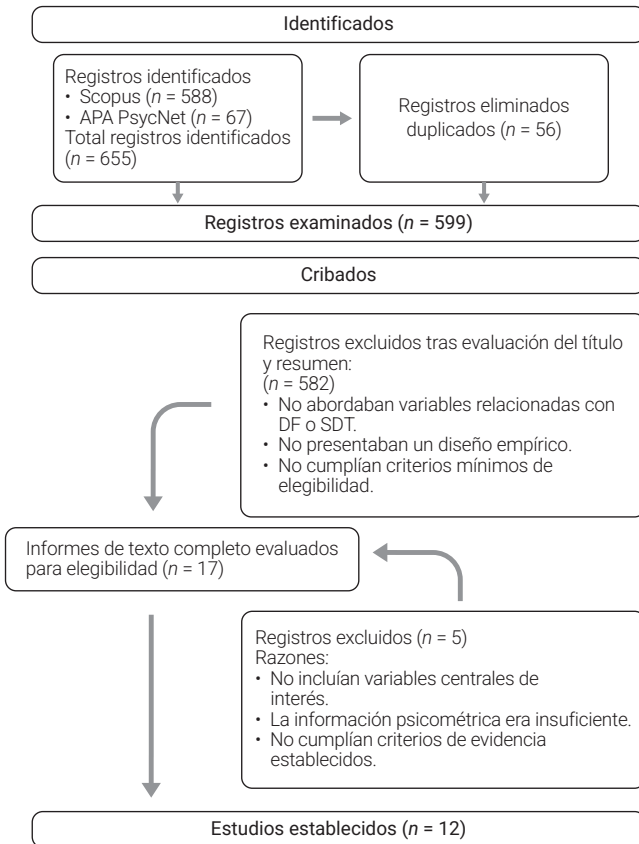 Identificados
Registros identificados
• Scopus (n = 588)
• APA PsycNet (n = 67)
Total registros identificados
(n = 655)
Registros eliminados
duplicados (n = 56)
Registros examinados (n = 599)
Cribados
Registros excluidos tras evaluación del título
y resumen:
(n = 582)
• No abordaban variables relacionadas con
DF o SDT.
• No presentaban un diseño empírico.
• No cumplían criterios mínimos de
elegibilidad.
Informes de texto completo evaluados
para elegibilidad (n = 17)
Registros excluidos (n = 5)
Razones:
• No incluían variables centrales de
interés.
• La información psicométrica era insuficiente.
• No cumplían criterios de evidencia
establecidos.
Estudios establecidos (n = 12)